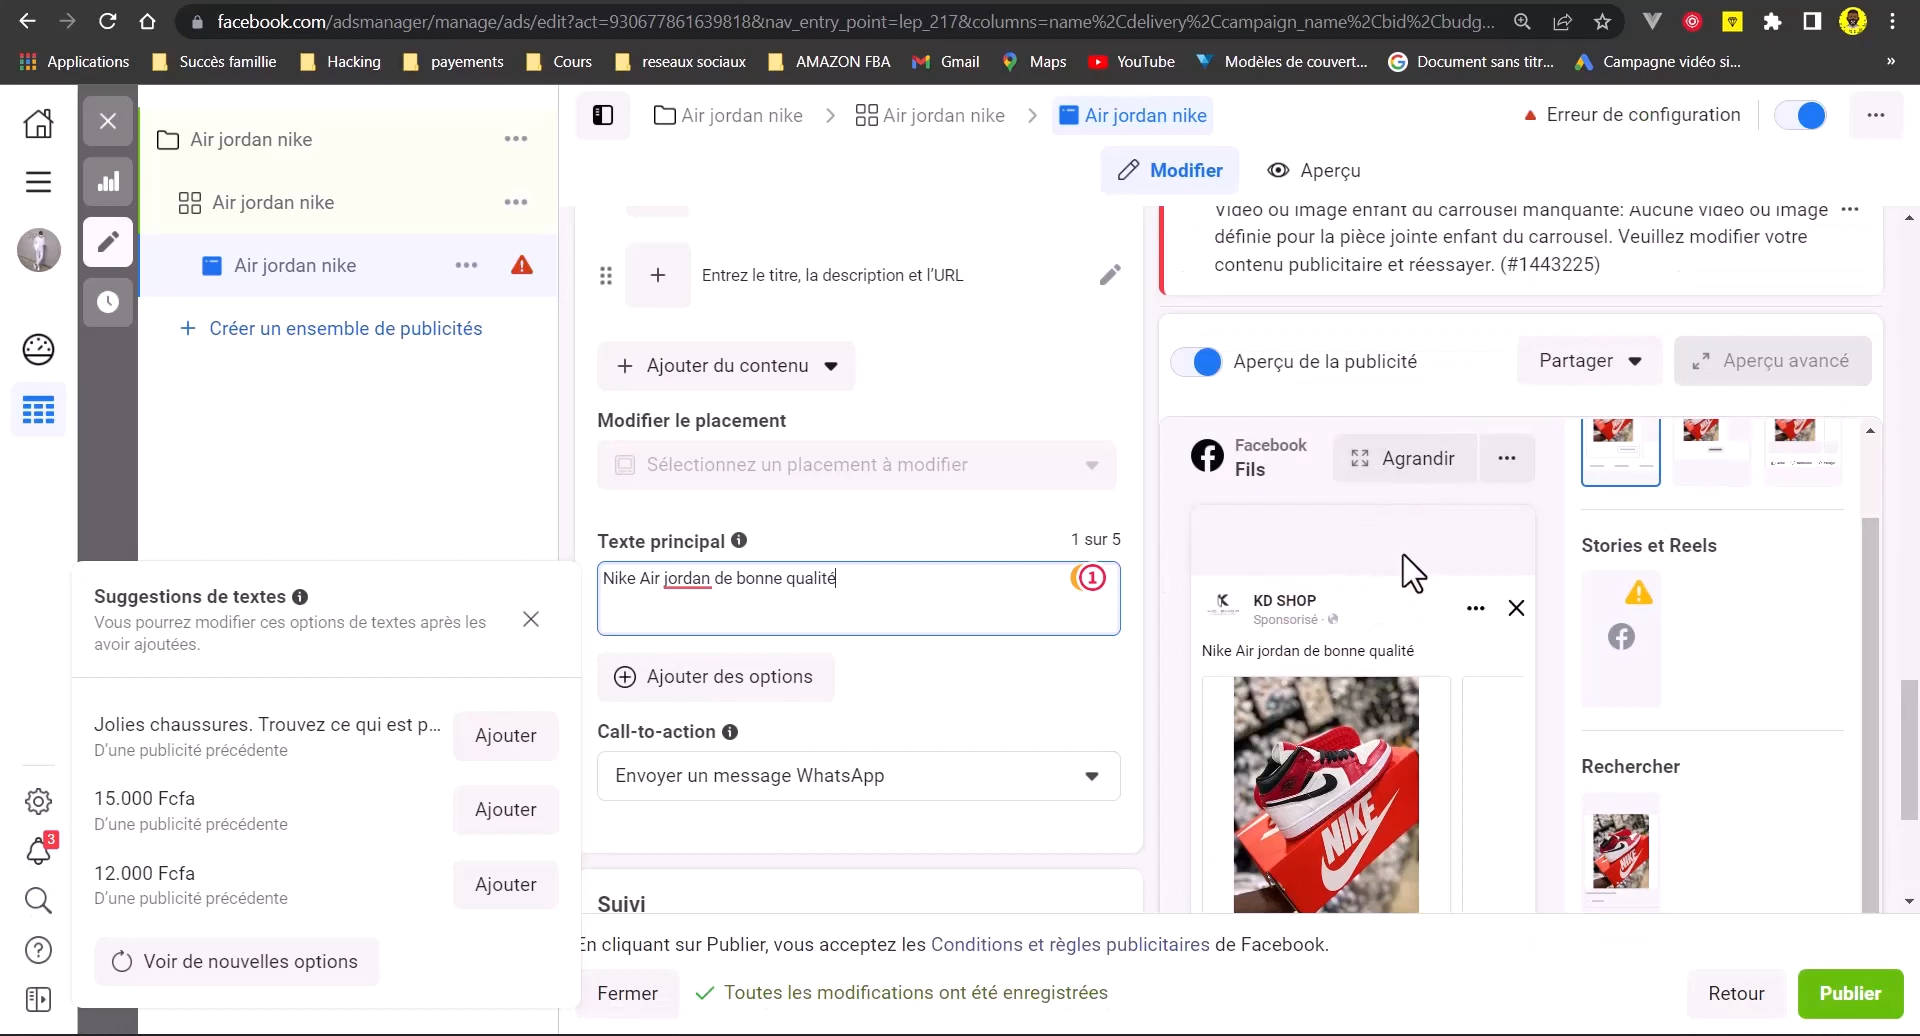 facebook.com/adsmanager/manage/ads/edit?act=930677861639818&nav_entry_point=lep_217&columns=name%2Cdelivery%2Ccampaign_name%2Cbid%2Cbudg...
Applications
Succès famillie
Hacking
payements
Cours
reseaux sociaux
AMAZON FBA
Gmail
Maps
YouTube
Modèles de couvert...
Document sans titr...
Campagne vidéo si...
»
Air jordan nike
Air jordan nike
Air jordan nike
Créer un ensemble de publicités
Air jordan nike
Air jordan nike
Air jordan nike
Erreur de configuration
Modifier
Aperçu
Entrez le titre, la description et l'URL
Ajouter du contenu
Modifier le placement
Sélectionnez un placement à modifier
Texte principal
1 sur 5
Nike Air jordan de bonne qualité
1
Ajouter des options
Call-to-action
Envoyer un message WhatsApp
Suivi
Vidéo ou image enfant du carrousel manquante: Aucune vidéo ou image
définie pour la pièce jointe enfant du carrousel. Veuillez modifier votre
contenu publicitaire et réessayer. (#1443225)
Aperçu de la publicité
Partager
Aperçu avancé
Facebook
Fils
Agrandir
KD SHOP
Sponsorisé ·
Nike Air jordan de bonne qualité
NIKE
Stories et Reels
Rechercher
Suggestions de textes
Vous pourrez modifier ces options de textes après les
avoir ajoutées.
Jolies chaussures. Trouvez ce qui est p...
D'une publicité précédente
Ajouter
15.000 Fcfa
D'une publicité précédente
Ajouter
12.000 Fcfa
D'une publicité précédente
Ajouter
Voir de nouvelles options
3
En cliquant sur Publier, vous acceptez les Conditions et règles publicitaires de Facebook.
Fermer
Toutes les modifications ont été enregistrées
Retour
Publier